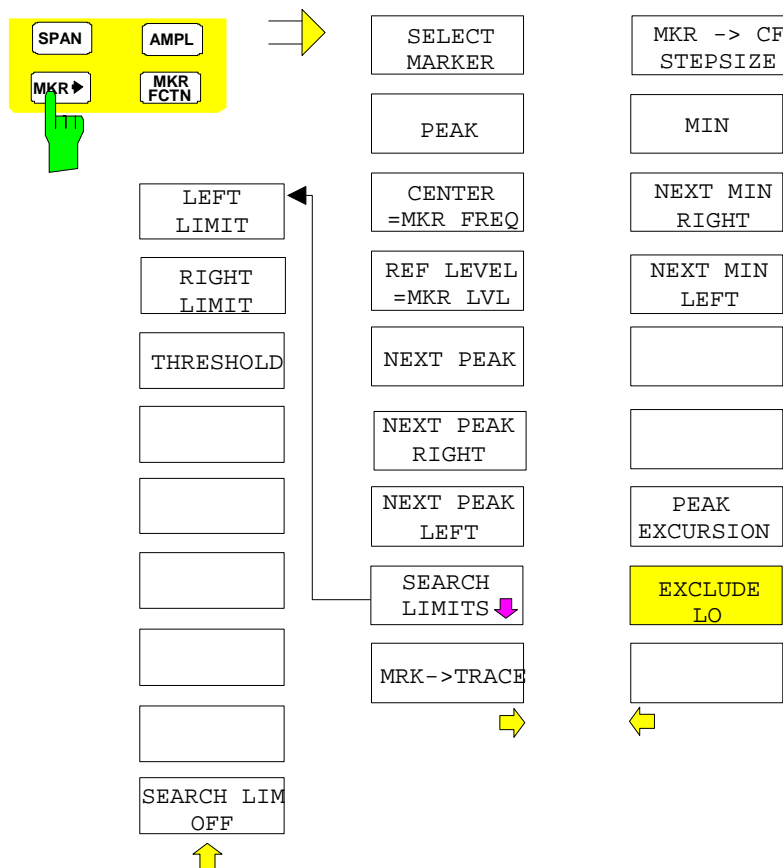 SPAN
AMPL
MKR
MKR
FCTN
SELECT
MARKER
PEAK
CENTER
=MKR FREQ
REF LEVEL
=MKR LVL
NEXT PEAK
NEXT PEAK
RIGHT
NEXT PEAK
LEFT
SEARCH
LIMITS
MRK->TRACE
MKR -> CF
STEPSIZE
MIN
NEXT MIN
RIGHT
NEXT MIN
LEFT
PEAK
EXCURSION
EXCLUDE
LO
LEFT
LIMIT
RIGHT
LIMIT
THRESHOLD
SEARCH LIM
OFF